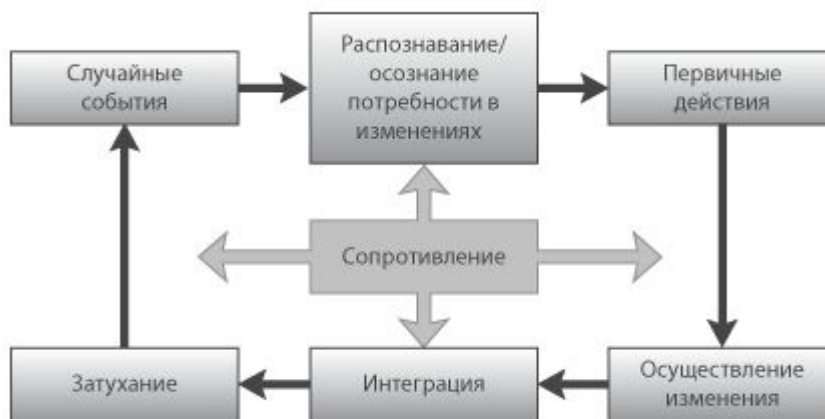 Случайные
события
Распознавание/
осознание
потребности в
изменениях
Первичные
действия
Сопротивление
Затухание
Интеграция
Осуществление
изменения